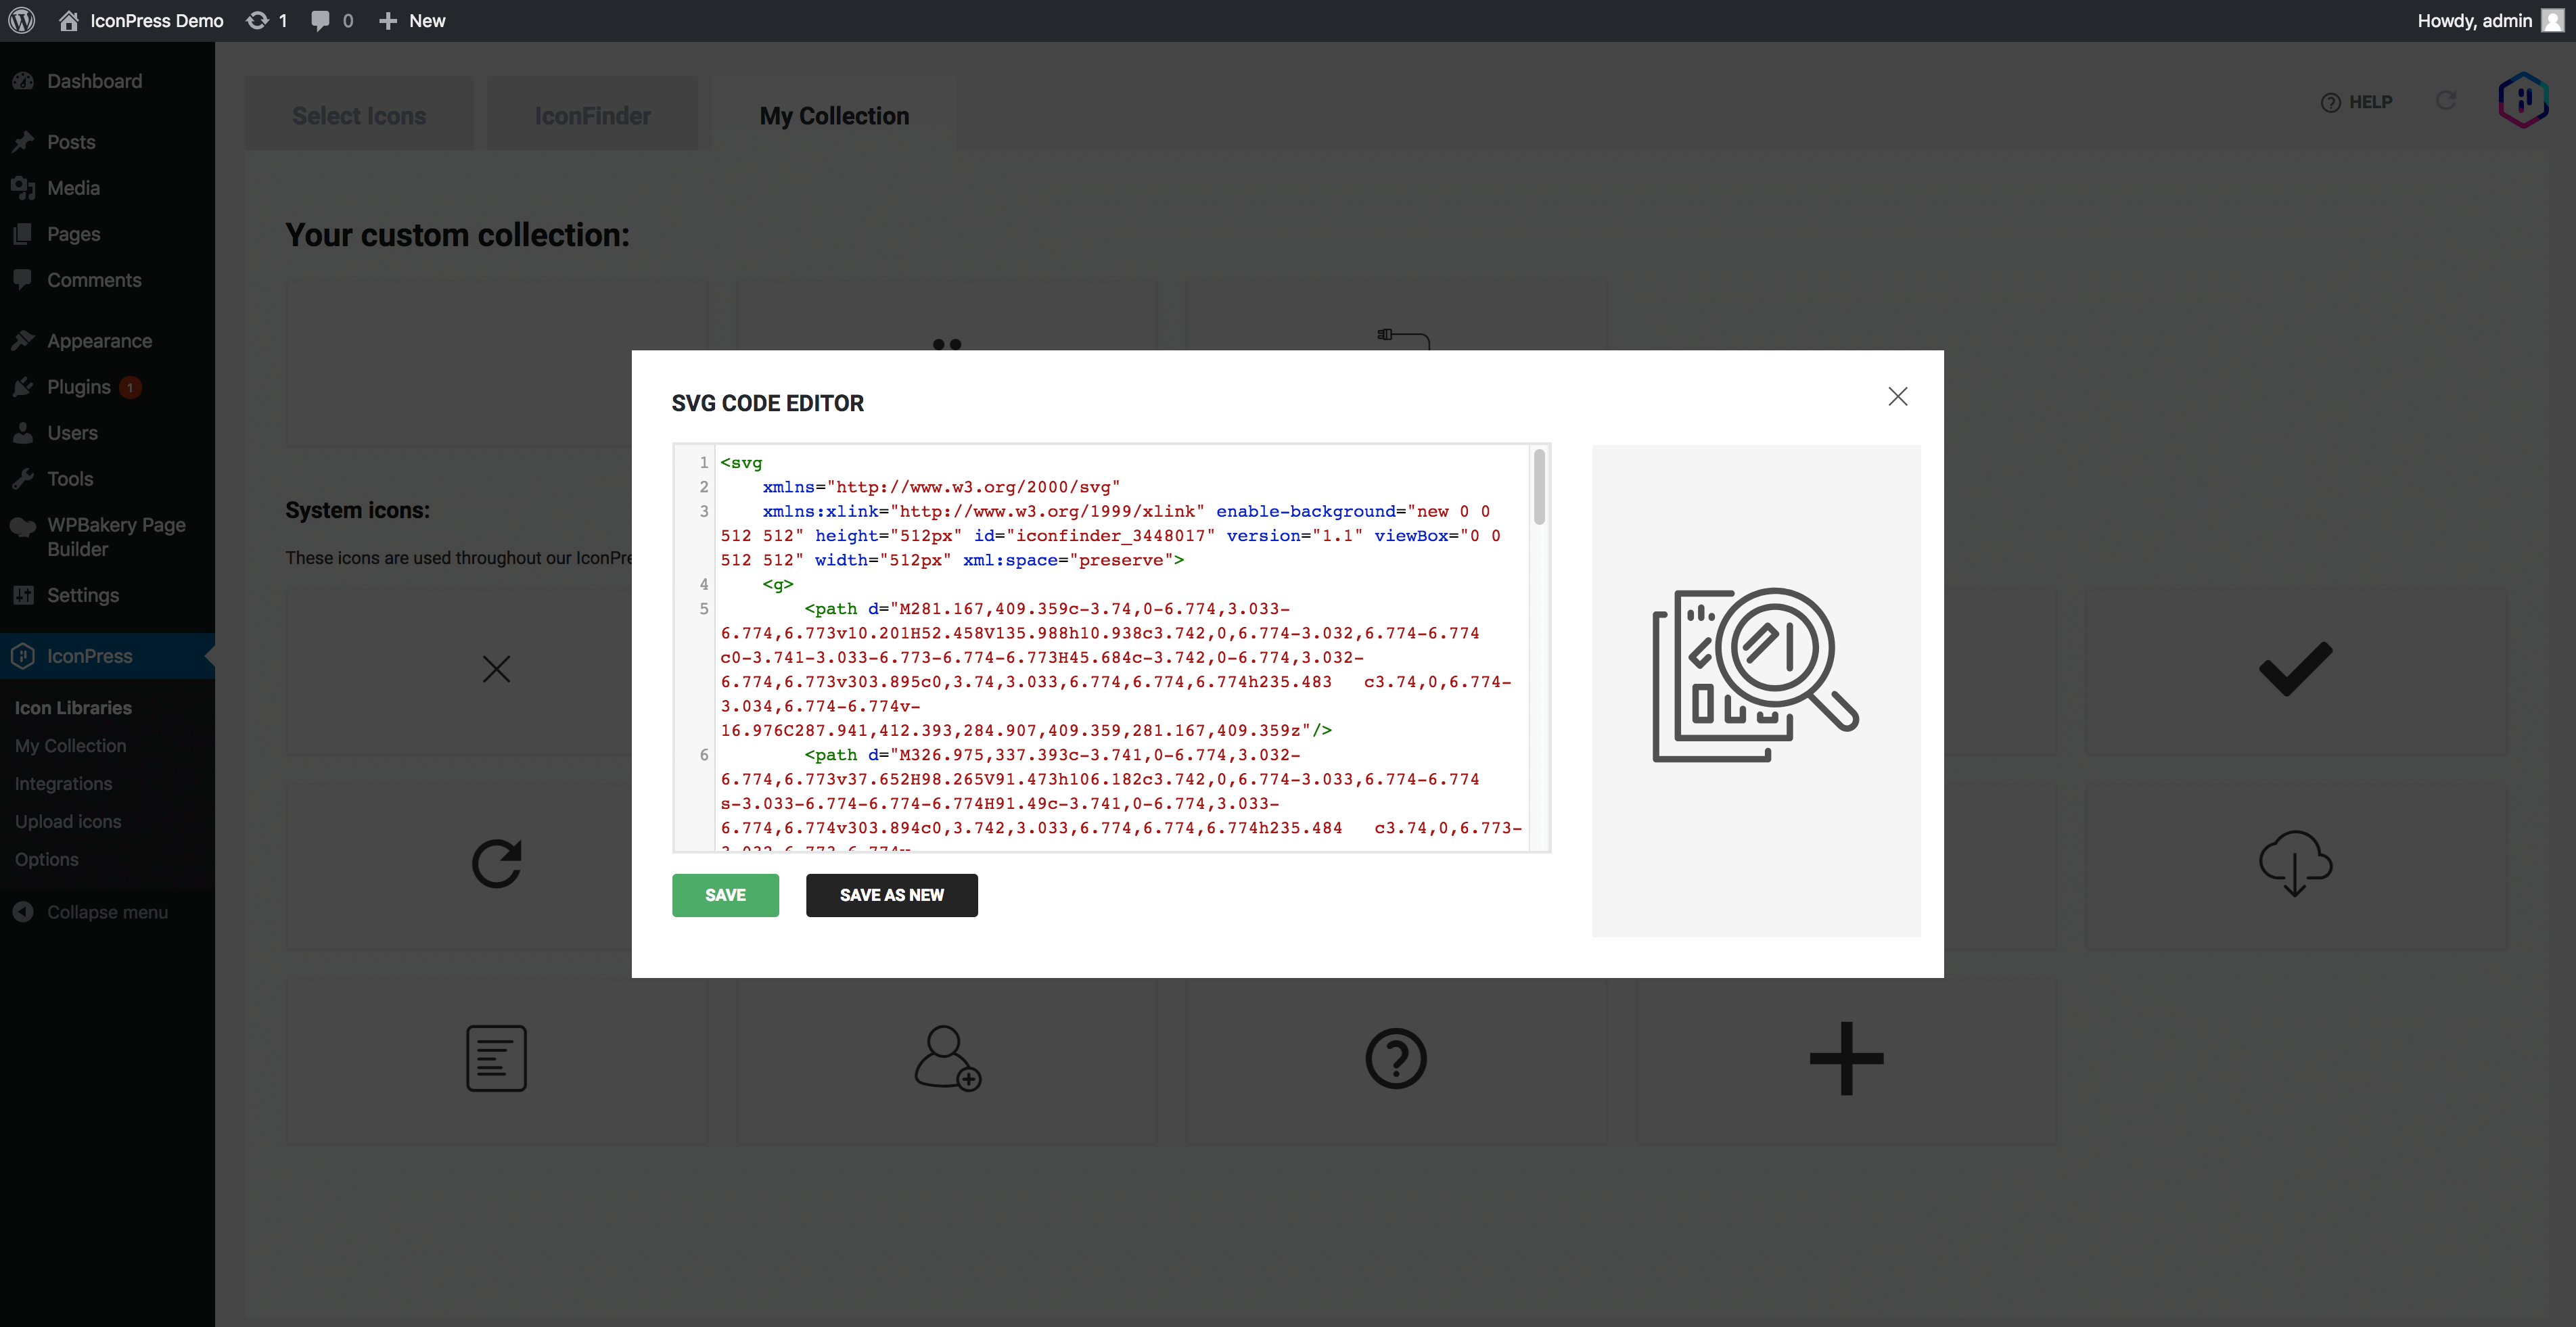 IconPress Demo 1 0 New
Howdy, admin
Dashboard
Posts
Media
Pages
Comments
Appearance
Plugins 1
Users
Tools
WPBakery Page
Builder
Settings
IconPress
Icon Libraries
My Collection
Integrations
Upload icons
Options
Collapse menu
Select Icons
IconFinder
My Collection
HELP
Your custom collection:
System icons:
These icons are used throughout our IconPre
SVG CODE EDITOR
1 <svg
2 xmlns="http://www.w3.org/2000/svg"
3 xmlns:xlink="http://www.w3.org/1999/xlink" enable-background="new 0 0
512 512" height="512px" id="iconfinder_3448017" version="1.1" viewBox="0 0
512 512" width="512px" xml:space="preserve">
4 <g>
5 <path d="M281.167,409.359c-3.74,0-6.774,3.033-
6.774,6.773v10.201H52.458V135.988h10.938c3.742,0,6.774-3.032,6.774-6.774
c0-3.741-3.033-6.773-6.774-6.773H45.684c-3.742,0-6.774,3.032-
6.774,6.773v303.895c0,3.74,3.033,6.774,6.774,6.774h235.483 c3.74,0,6.774-
3.034,6.774-6.774v-
16.976C287.941,412.393,284.907,409.359,281.167,409.359z"/>
6 <path d="M326.975,337.393c-3.741,0-6.774,3.032-
6.774,6.773v37.652H98.265V91.473h106.182c3.742,0,6.774-3.033,6.774-6.774
s-3.033-6.774-6.774-6.774H91.49c-3.741,0-6.774,3.033-
6.774,6.774v303.894c0,3.742,3.033,6.774,6.774,6.774h235.484 c3.74,0,6.773-
SAVE
SAVE AS NEW